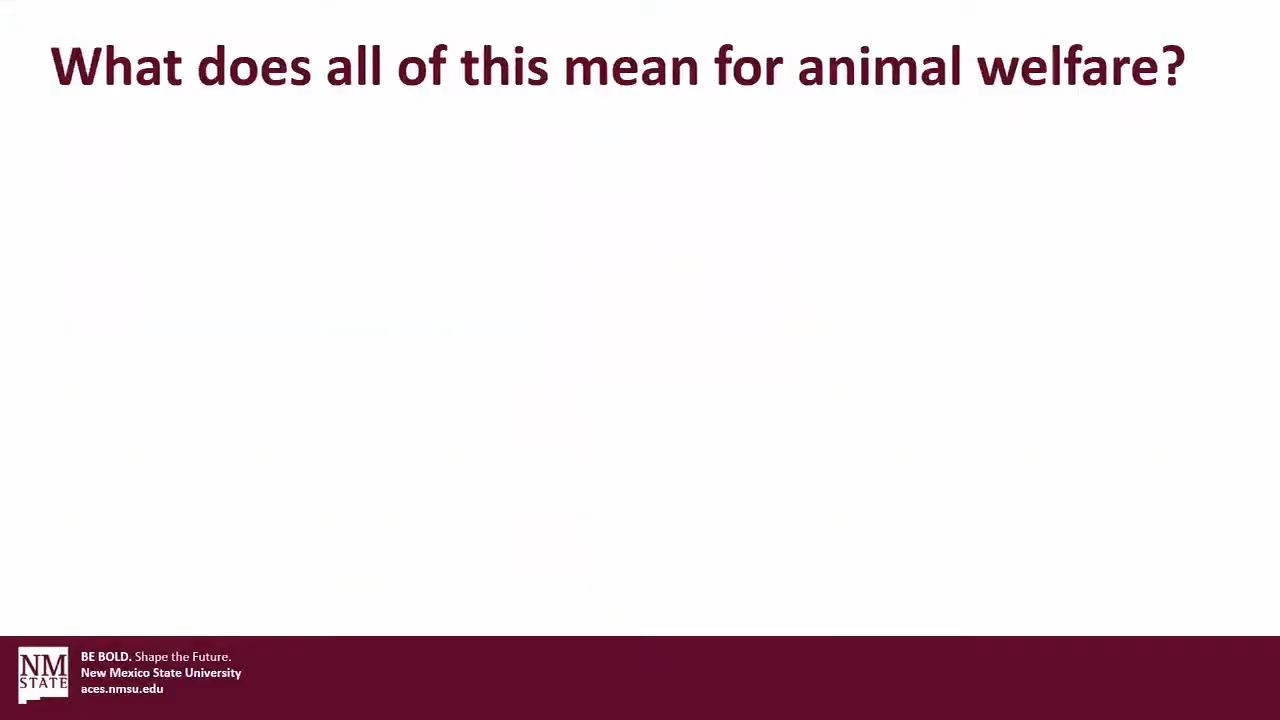 What does all of this mean for animal welfare?
NM
STATE
BE BOLD. Shape the Future.
New Mexico State University
aces.nmsu.edu